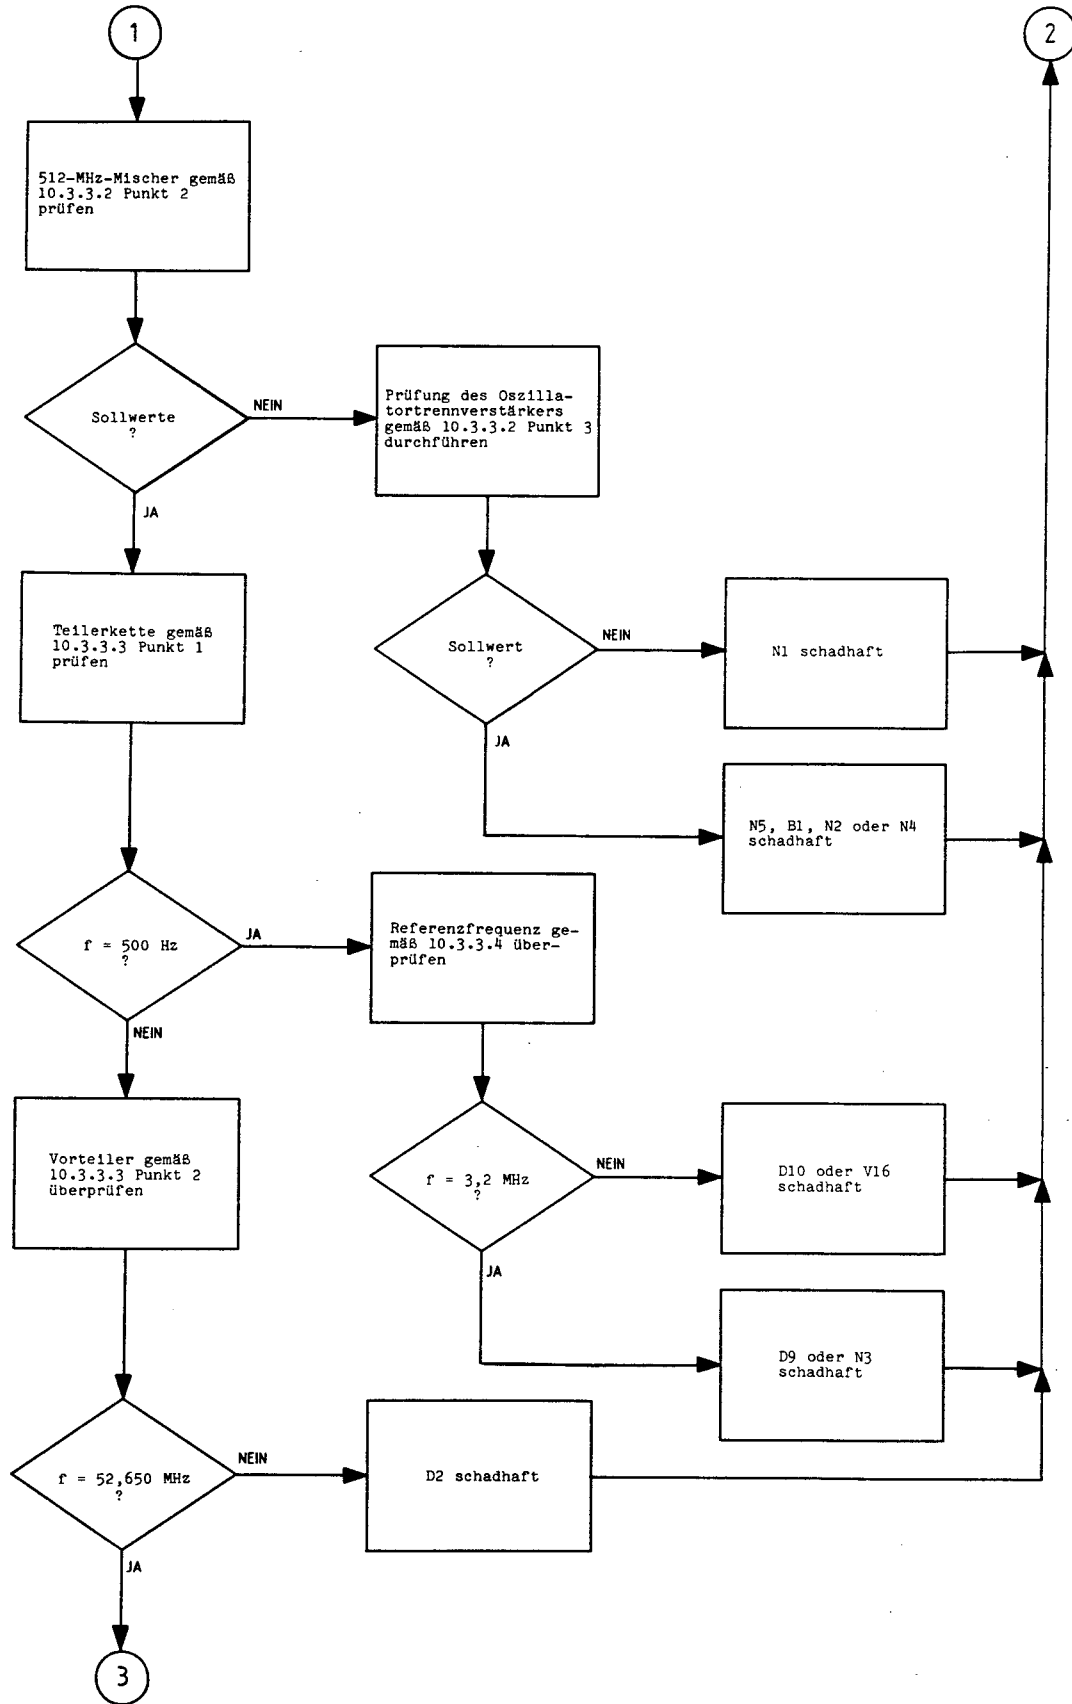 1
2
512-MHz-Mischer gemäß
10.3.3.2 Punkt 2
prüfen
Sollwerte
?
NEIN
JA
Prüfung des Oszilla-
tortrennverstärkers
gemäß 10.3.3.2 Punkt 3
durchführen
Teilerkette gemäß
10.3.3.3 Punkt 1
prüfen
Sollwert
?
NEIN
JA
N1 schadhaft
N5, B1, N2 oder N4
schadhaft
f = 500 Hz
?
JA
NEIN
Referenzfrequenz ge-
mäß 10.3.3.4 über-
prüfen
Vorteiler gemäß
10.3.3.3 Punkt 2
überprüfen
f = 3,2 MHz
?
NEIN
JA
D10 oder V16
schadhaft
D9 oder N3
schadhaft
f = 52,650 MHz
?
NEIN
JA
D2 schadhaft
3